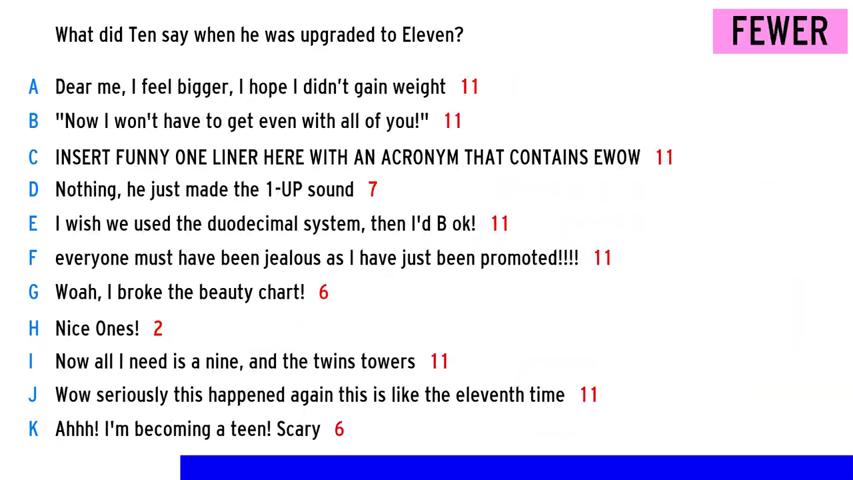 What did Ten say when he was upgraded to Eleven?
FEWER
A Dear me, I feel bigger, I hope I didn’t gain weight 11
B "Now I won't have to get even with all of you!" 11
C INSERT FUNNY ONE LINER HERE WITH AN ACRONYM THAT CONTAINS EWOW 11
D Nothing, he just made the 1-UP sound 7
E I wish we used the duodecimal system, then I'd B ok! 11
F everyone must have been jealous as I have just been promoted!!!! 11
G Woah, I broke the beauty chart! 6
H Nice Ones! 2
I Now all I need is a nine, and the twins towers 11
J Wow seriously this happened again this is like the eleventh time 11
K Ahhh! I'm becoming a teen! Scary 6